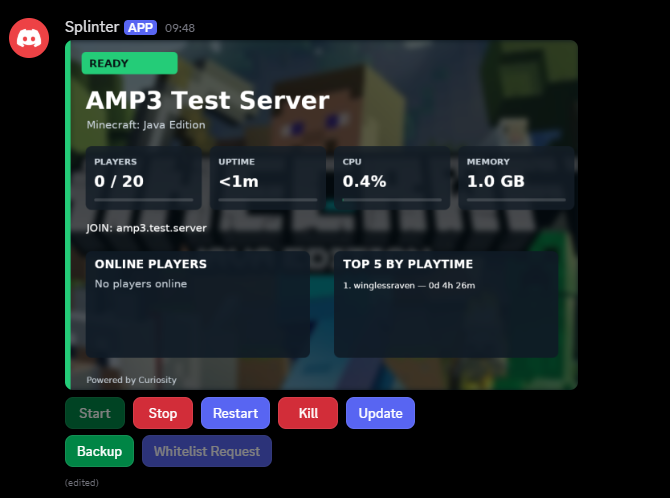 Splinter APP 09:48
READY
AMP3 Test Server
Minecraft: Java Edition
PLAYERS UPTIME CPU MEMORY
0 / 20 <1m 0.4% 1.0 GB
JOIN: amp3.test.server
ONLINE PLAYERS TOP 5 BY PLAYTIME
No players online 1. winglessraven — 0d 4h 26m
Powered by Curiosity
Start Stop Restart Kill Update
Backup Whitelist Request
(edited)